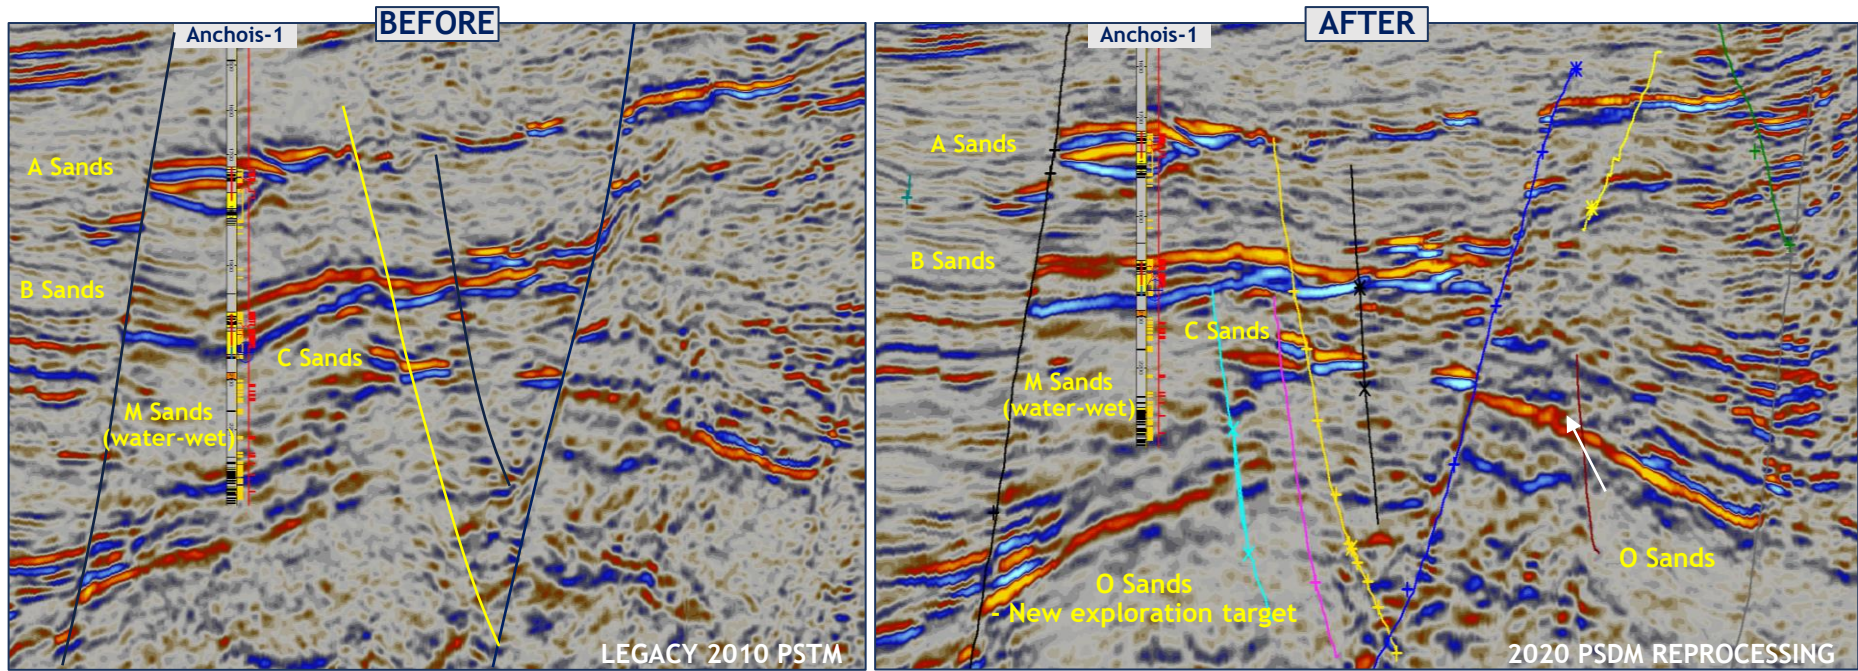 BEFORE
Anchois-1
A Sands
B Sands
C Sands
M Sands
(water-wet)
LEGACY 2010 PSTM
AFTER
Anchois-1
A Sands
B Sands
C Sands
M Sands
(water-wet)
O Sands
O Sands
- New exploration target
2020 PSDM REPROCESSING